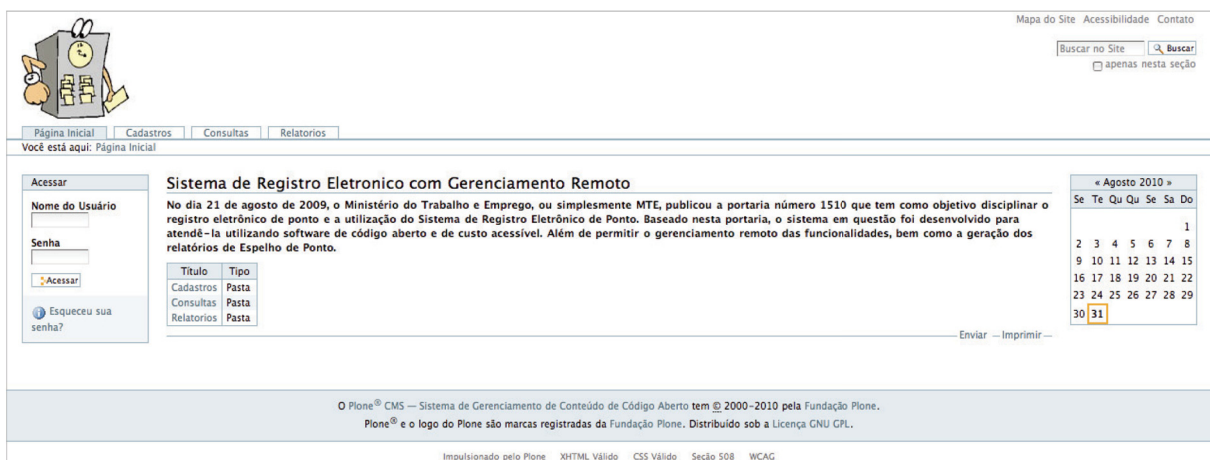 Mapa do Site Acessibilidade Contato
Buscar no Site Buscar
apenas nesta seção
Página Inicial Cadastros Consultas Relatorios
Você está aqui: Página Inicial
Acessar
Nome do Usuário
Senha
Acessar
Esqueceu sua
senha?
Sistema de Registro Eletronico com Gerenciamento Remoto
No dia 21 de agosto de 2009, o Ministério do Trabalho e Emprego, ou simplesmente MTE, publicou a portaria número 1510 que tem como objetivo disciplinar o
registro eletrônico de ponto e a utilização do Sistema de Registro Eletrônico de Ponto. Baseado nesta portaria, o sistema em questão foi desenvolvido para
atendê-la utilizando software de código aberto e de custo acessível. Além de permitir o gerenciamento remoto das funcionalidades, bem como a geração dos
relatórios de Espelho de Ponto.
Título Tipo
Cadastros Pasta
Consultas Pasta
Relatorios Pasta
Enviar — Imprimir —
« Agosto 2010 »
Se Te Qu Qu Se Sa Do
1
2 3 4 5 6 7 8
9 10 11 12 13 14 15
16 17 18 19 20 21 22
23 24 25 26 27 28 29
30 31
O Plone® CMS — Sistema de Gerenciamento de Conteúdo de Código Aberto tem © 2000-2010 pela Fundação Plone.
Plone® e o logo do Plone são marcas registradas da Fundação Plone. Distribuído sob a Licença GNU GPL.
Impulsionado pelo Plone XHTML Válido CSS Válido Seção 508 WCAG